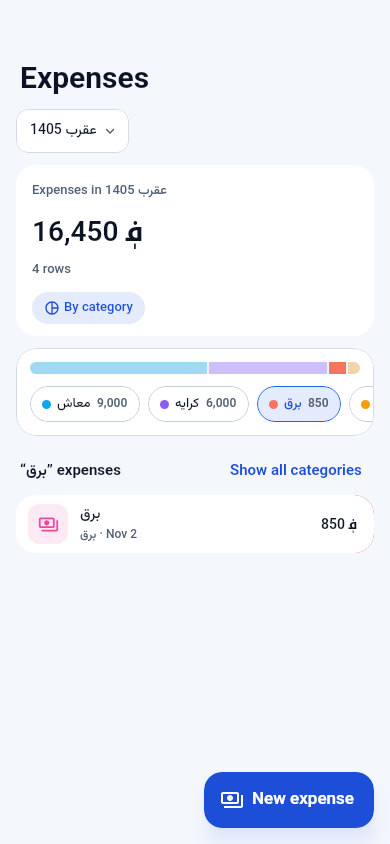 Expenses
عقرب 1405
Expenses in 1405 عقرب
16,450 ؋
4 rows
By category
معاش 9,000
کرایه 6,000
برق 850
“برق” expenses
Show all categories
برق
برق · Nov 2
850 ؋
New expense